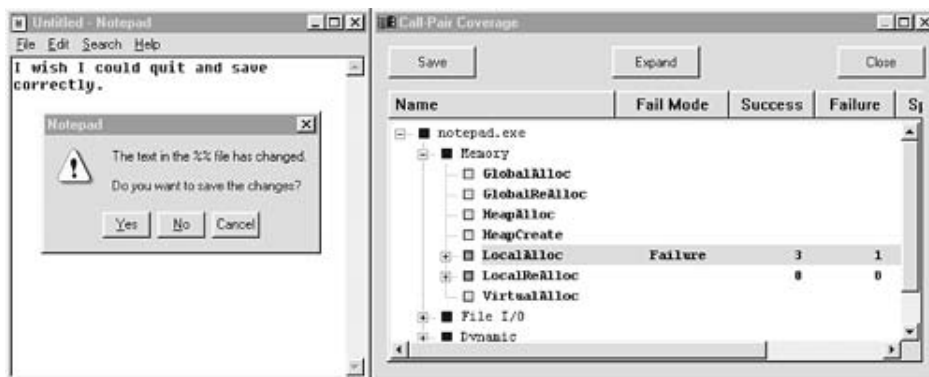 Untitled - Notepad
File Edit Search Help
I wish I could quit and save
correctly.
Notepad
The text in the %% file has changed.
Do you want to save the changes?
Yes No Cancel
Call-Pair Coverage
Save Expand Close
Name Fail Mode Success Failure Sp
notepad.exe
Memory
GlobalAlloc
GlobalReAlloc
HeapAlloc
HeapCreate
LocalAlloc Failure 3 1
LocalReAlloc 0 0
VirtualAlloc
File I/O
Dynamic